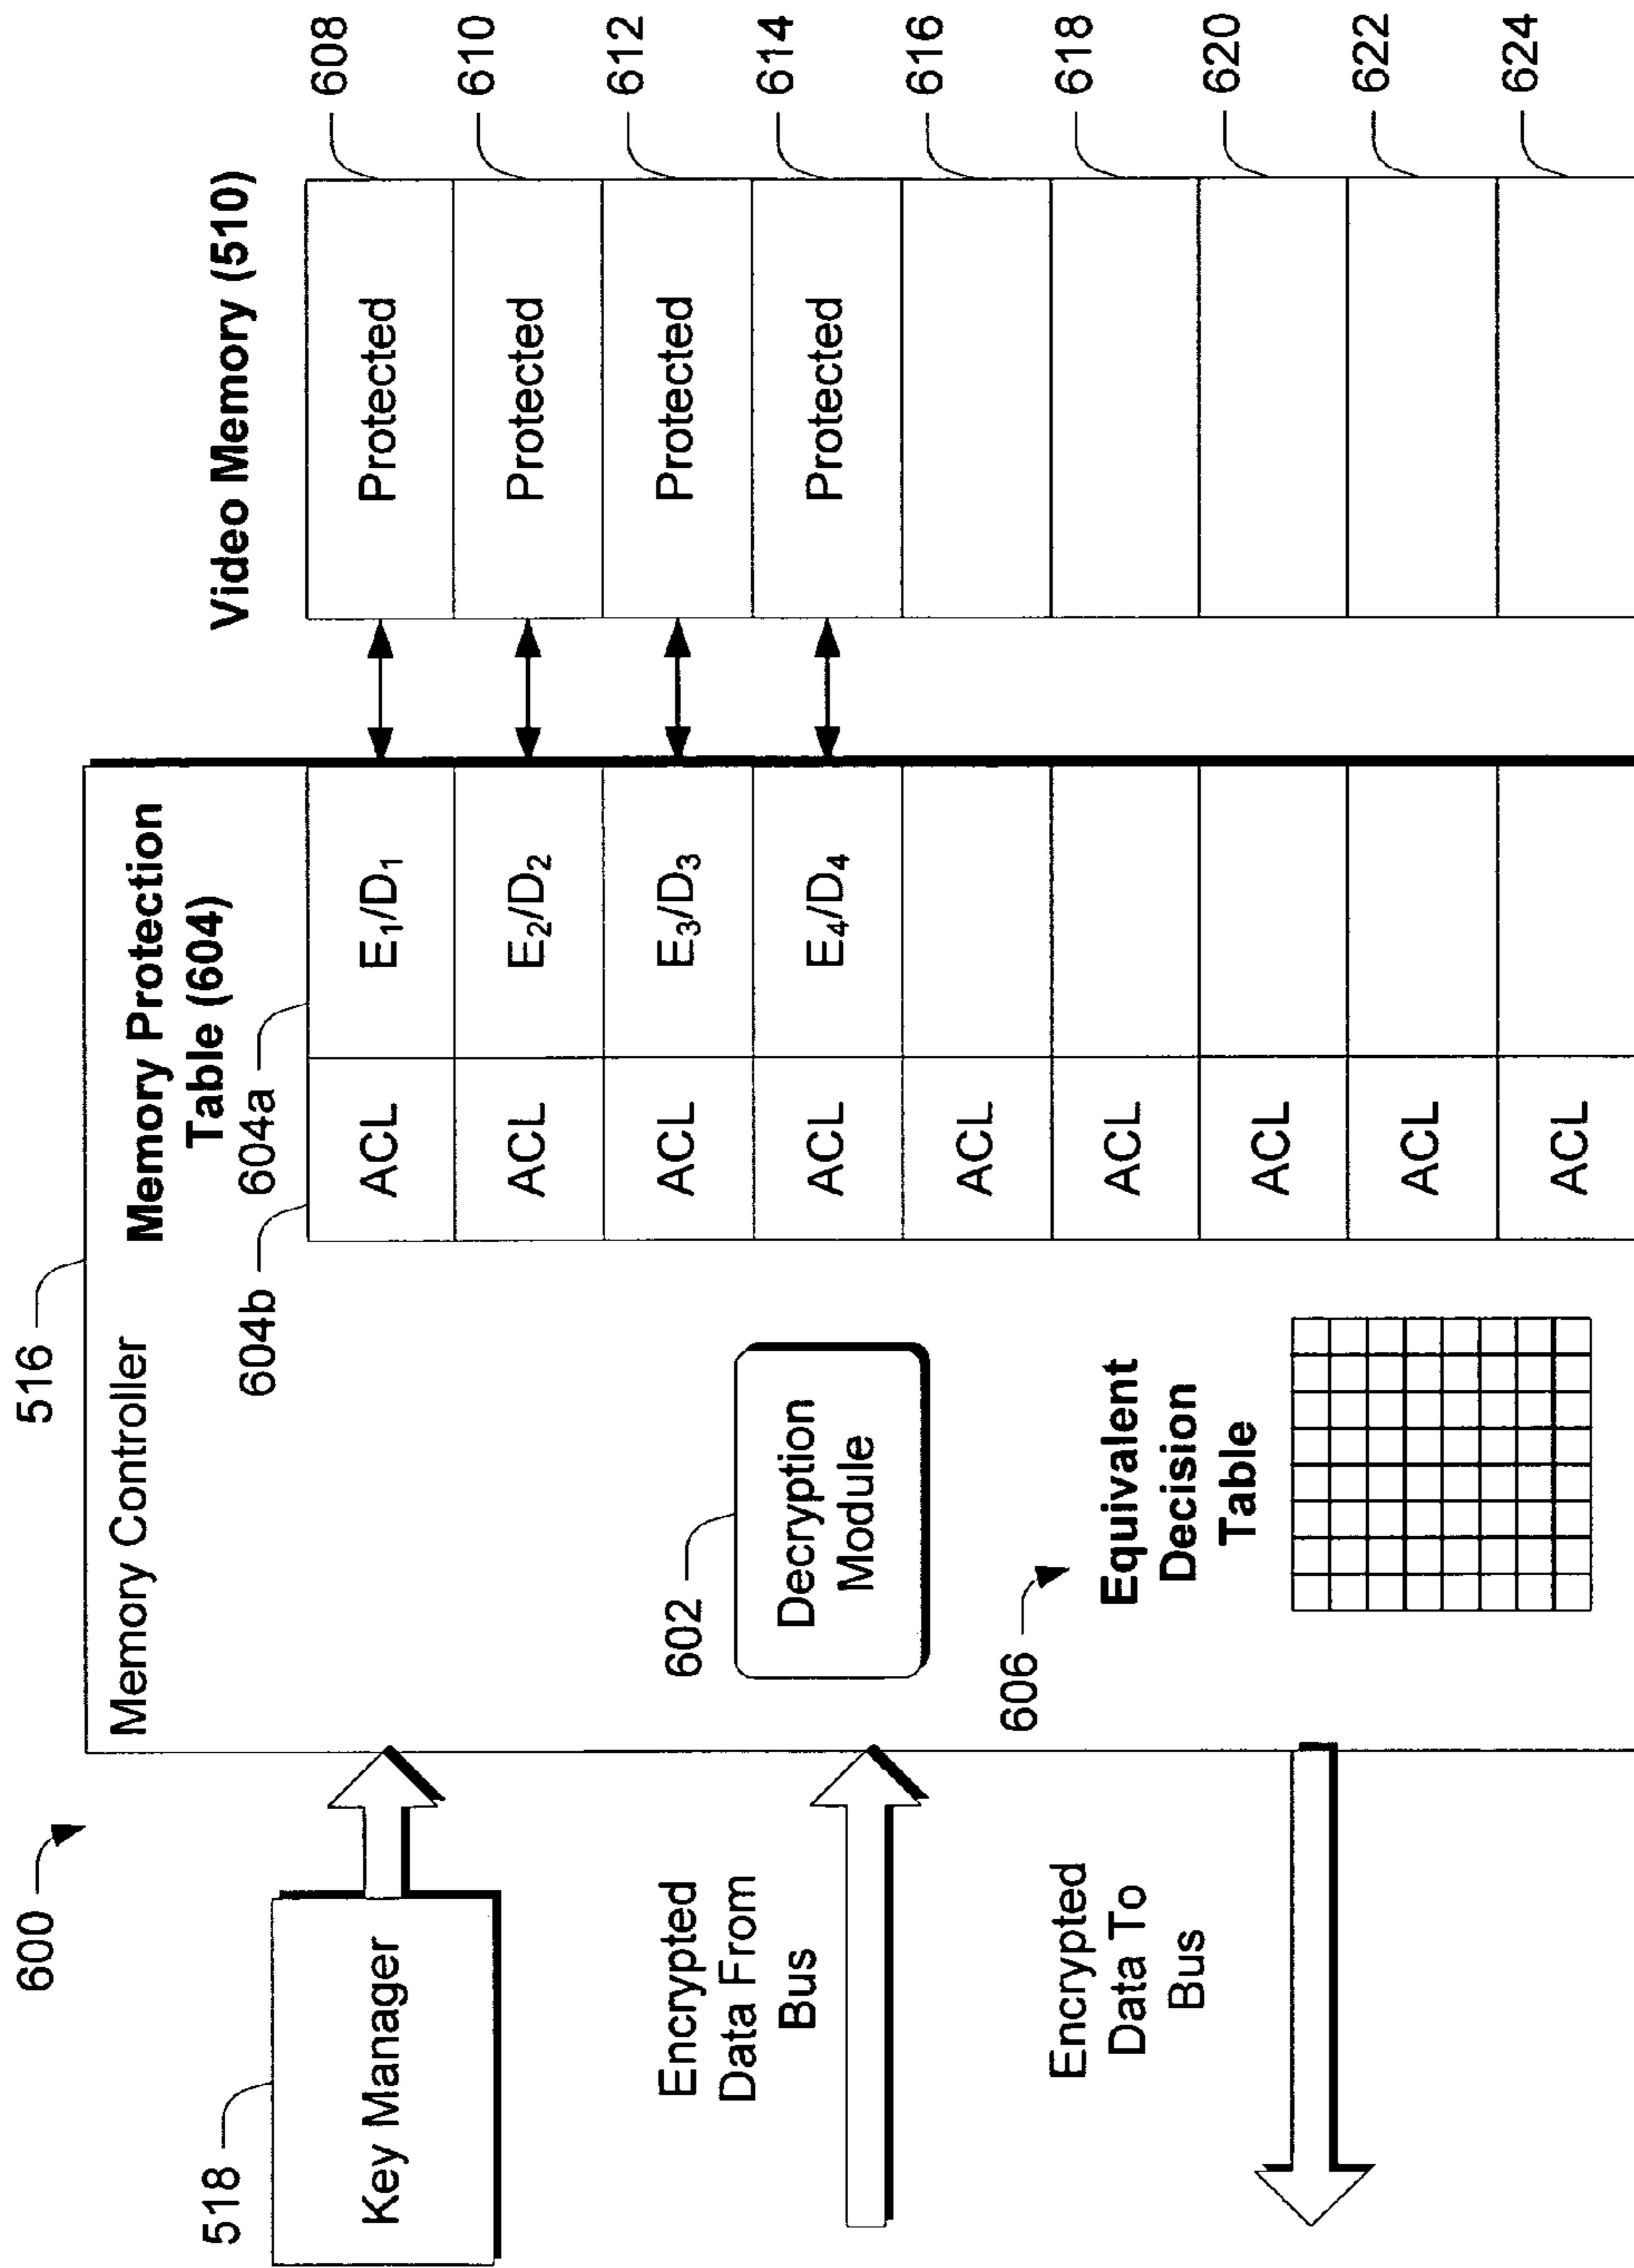 600
516
Memory Controller
Memory Protection
Table (604)
604a
604b
Video Memory (510)
518
Key Manager
Encrypted
Data From
Bus
Encrypted
Data To
Bus
602
Decryption
Module
606
Equivalent
Decision
Table
ACL E₁/D₁ Protected 608
ACL E₂/D₂ Protected 610
ACL E₃/D₃ Protected 612
ACL E₄/D₄ Protected 614
ACL 616
ACL 618
ACL 620
ACL 622
ACL 624